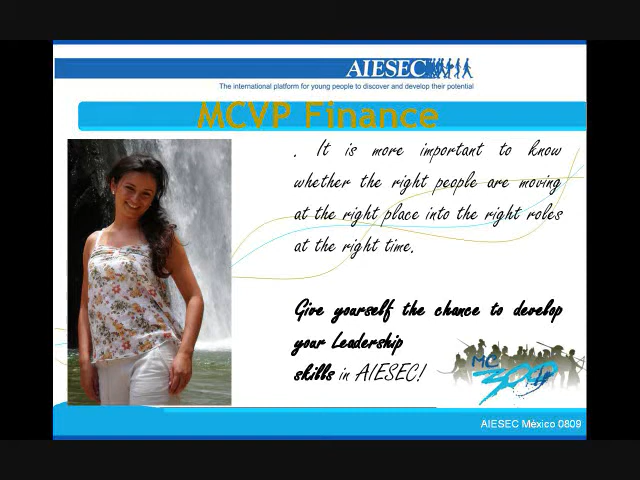 AIESEC
The international platform for young people to discover and develop their potential
MCVP Finance
. It is more important to know
whether the right people are moving
at the right place into the right roles
at the right time.
Give yourself the chance to develop
your Leadership
skills in AIESEC!
MC
300
AIESEC México 0809